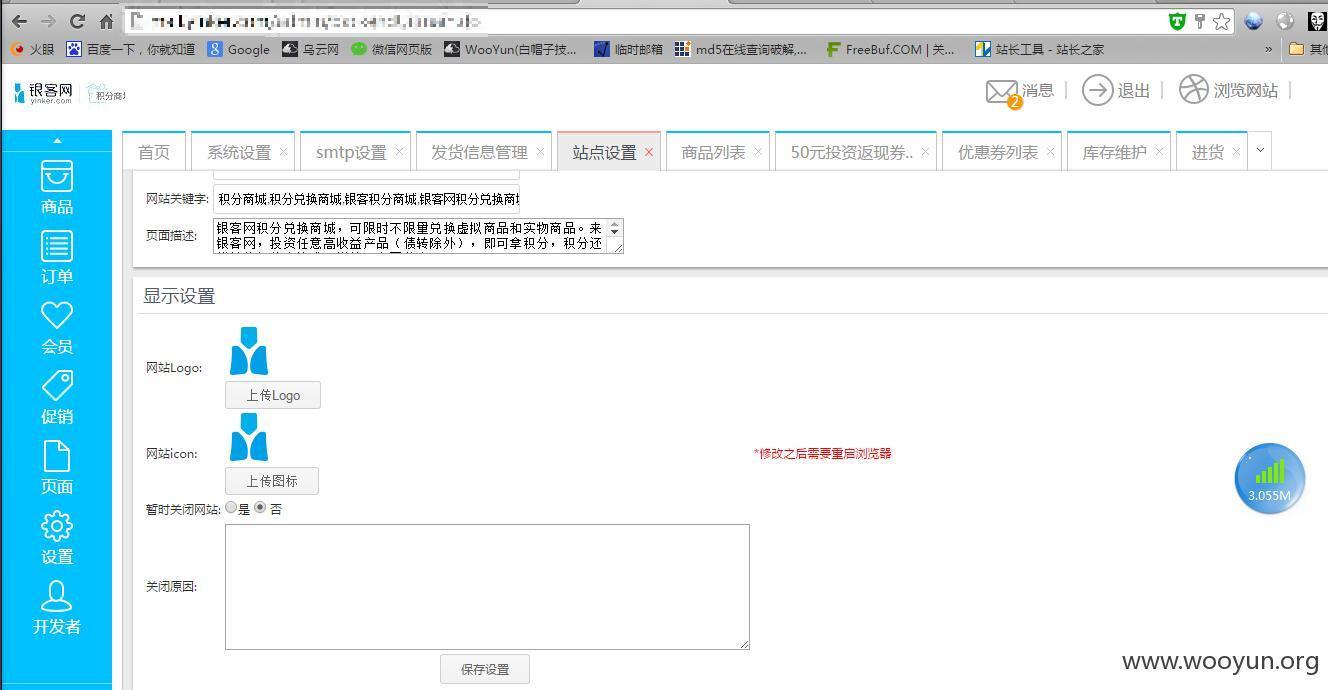 火眼 百度一下，你就知道 Google 乌云网 微信网页版 WooYun(白帽子技... 临时邮箱 md5在线查询破解,... FreeBuf.COM | 关... 站长工具 - 站长之家 » 其他
银客网
yinker.com
积分商
2 消息 退出 浏览网站
首页 系统设置 smtp设置 发货信息管理 站点设置 商品列表 50元投资返现券.. 优惠券列表 库存维护 进货
商品
订单
会员
促销
页面
设置
开发者
网站关键字: 积分商城,积分兑换商城,银客积分商城,银客网积分兑换商城
页面描述: 银客网积分兑换商城，可限时不限量兑换虚拟商品和实物商品。来
银客网，投资任意高收益产品（债转除外），即可拿积分，积分还
显示设置
网站Logo:
上传Logo
网站icon:
*修改之后需要重启浏览器
上传图标
暂时关闭网站: 是 否
关闭原因:
保存设置
3.055M
www.wooyun.org